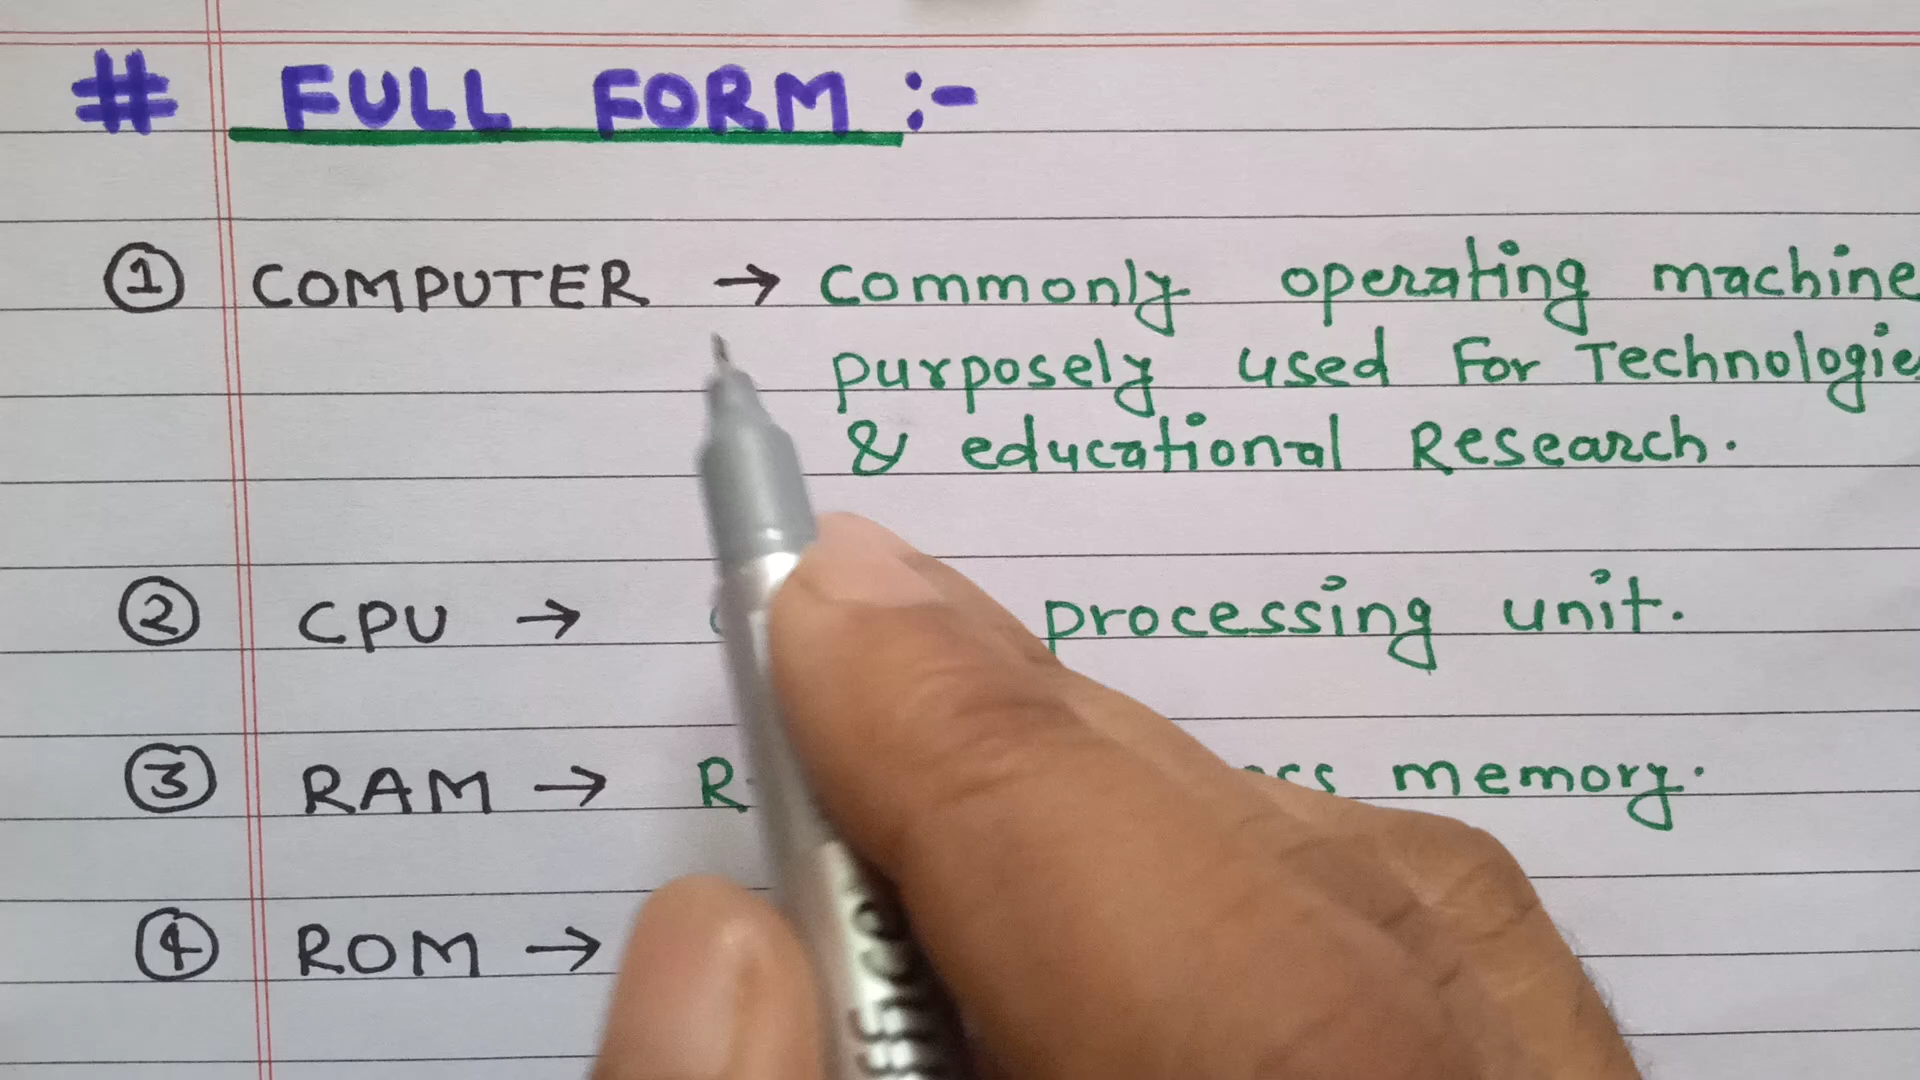 # FULL FORM :-
① COMPUTER → Commonly operating machine
purposely used For Technologie
& educational Research.
② CPU → processing unit.
③ RAM → memory.
④ ROM →